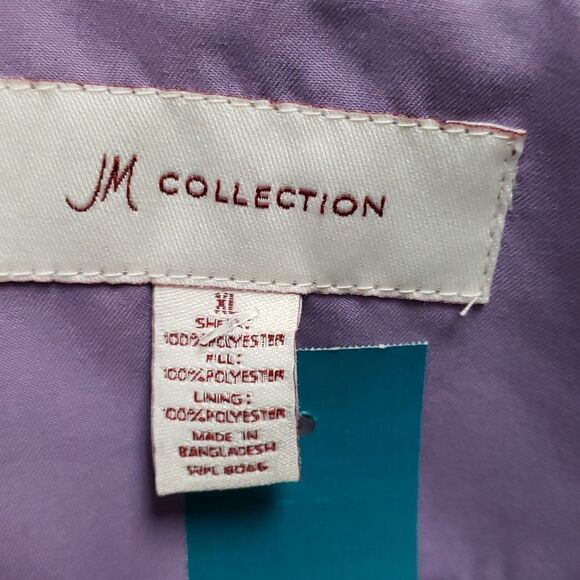 JM COLLECTION
XL
SHELL:
100%POLYESTER
FILL:
100%POLYESTER
LINING:
100%POLYESTER
MADE IN
BANGLADESH
WPL 8046